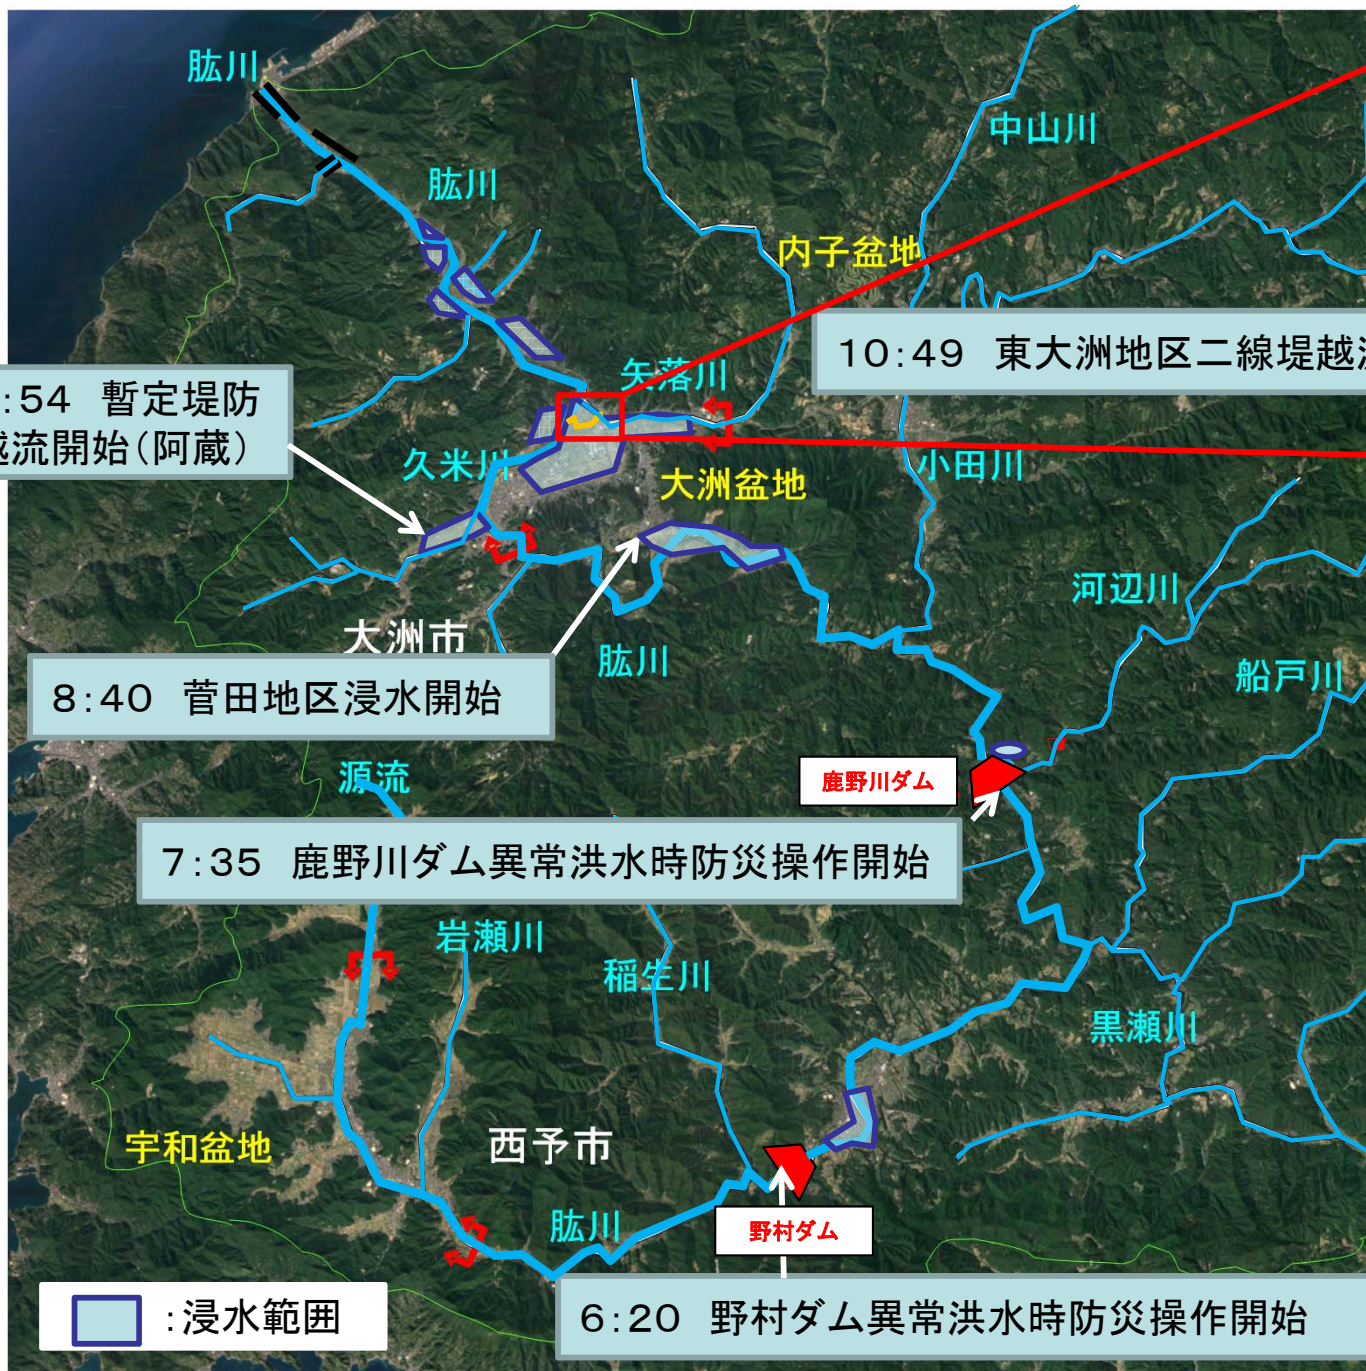 肱川
中山川
肱川
内子盆地
10:49 東大洲地区二線堤越
矢落川
:54 暫定堤防
越流開始(阿蔵)
久米川
小田川
大洲盆地
河辺川
大洲市
肱川
船戸川
8:40 菅田地区浸水開始
源流
鹿野川ダム
7:35 鹿野川ダム異常洪水時防災操作開始
岩瀬川
稲生川
黒瀬川
宇和盆地
西予市
肱川
野村ダム
:浸水範囲
6:20 野村ダム異常洪水時防災操作開始